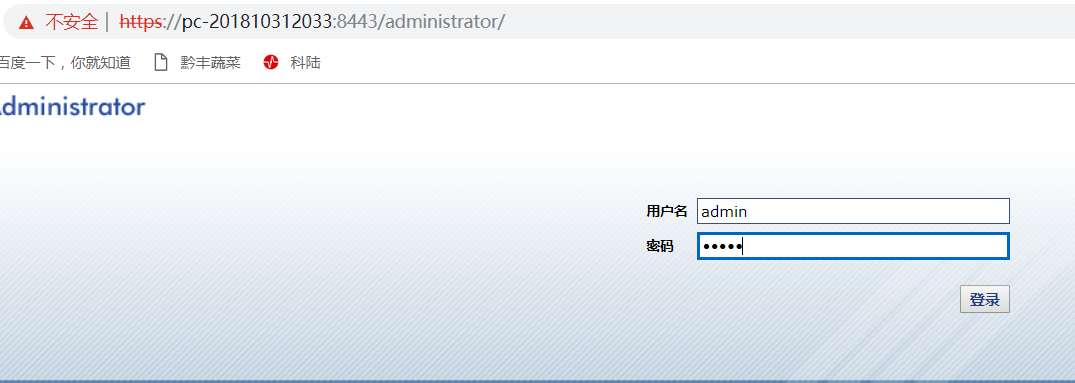 不安全 | https://pc-201810312033:8443/administrator/
百度一下，你就知道 黔丰蔬菜 科陆
Administrator
用户名 admin
密码 •••••
登录